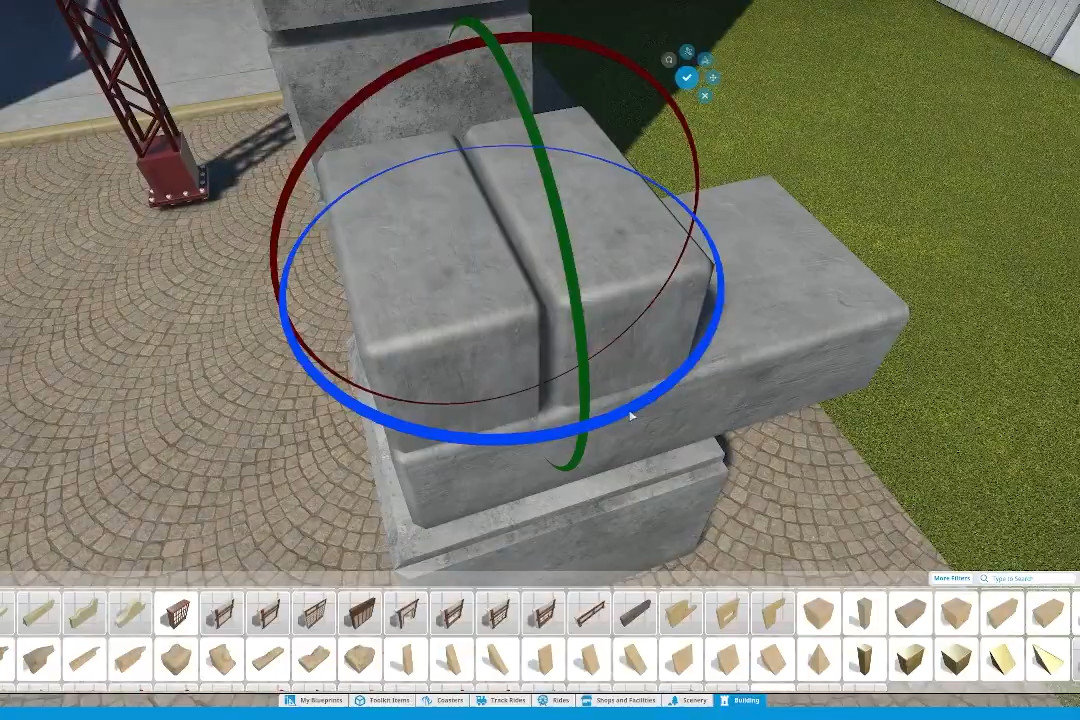 More Filters
Type to Search
My Blueprints
Toolkit Items
Coasters
Track Rides
Rides
Shops and Facilities
Scenery
Building